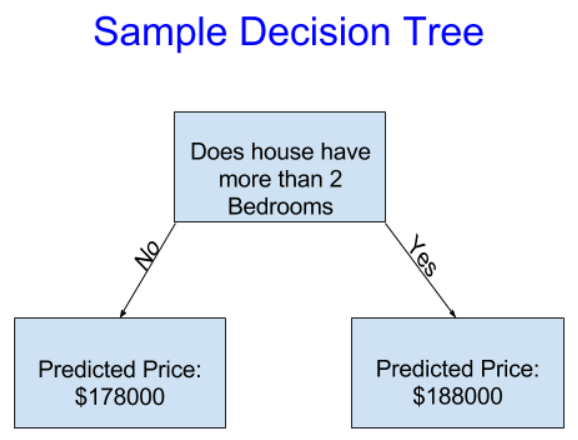 Sample Decision Tree
Does house have
more than 2
Bedrooms
No
Yes
Predicted Price:
$178000
Predicted Price:
$188000